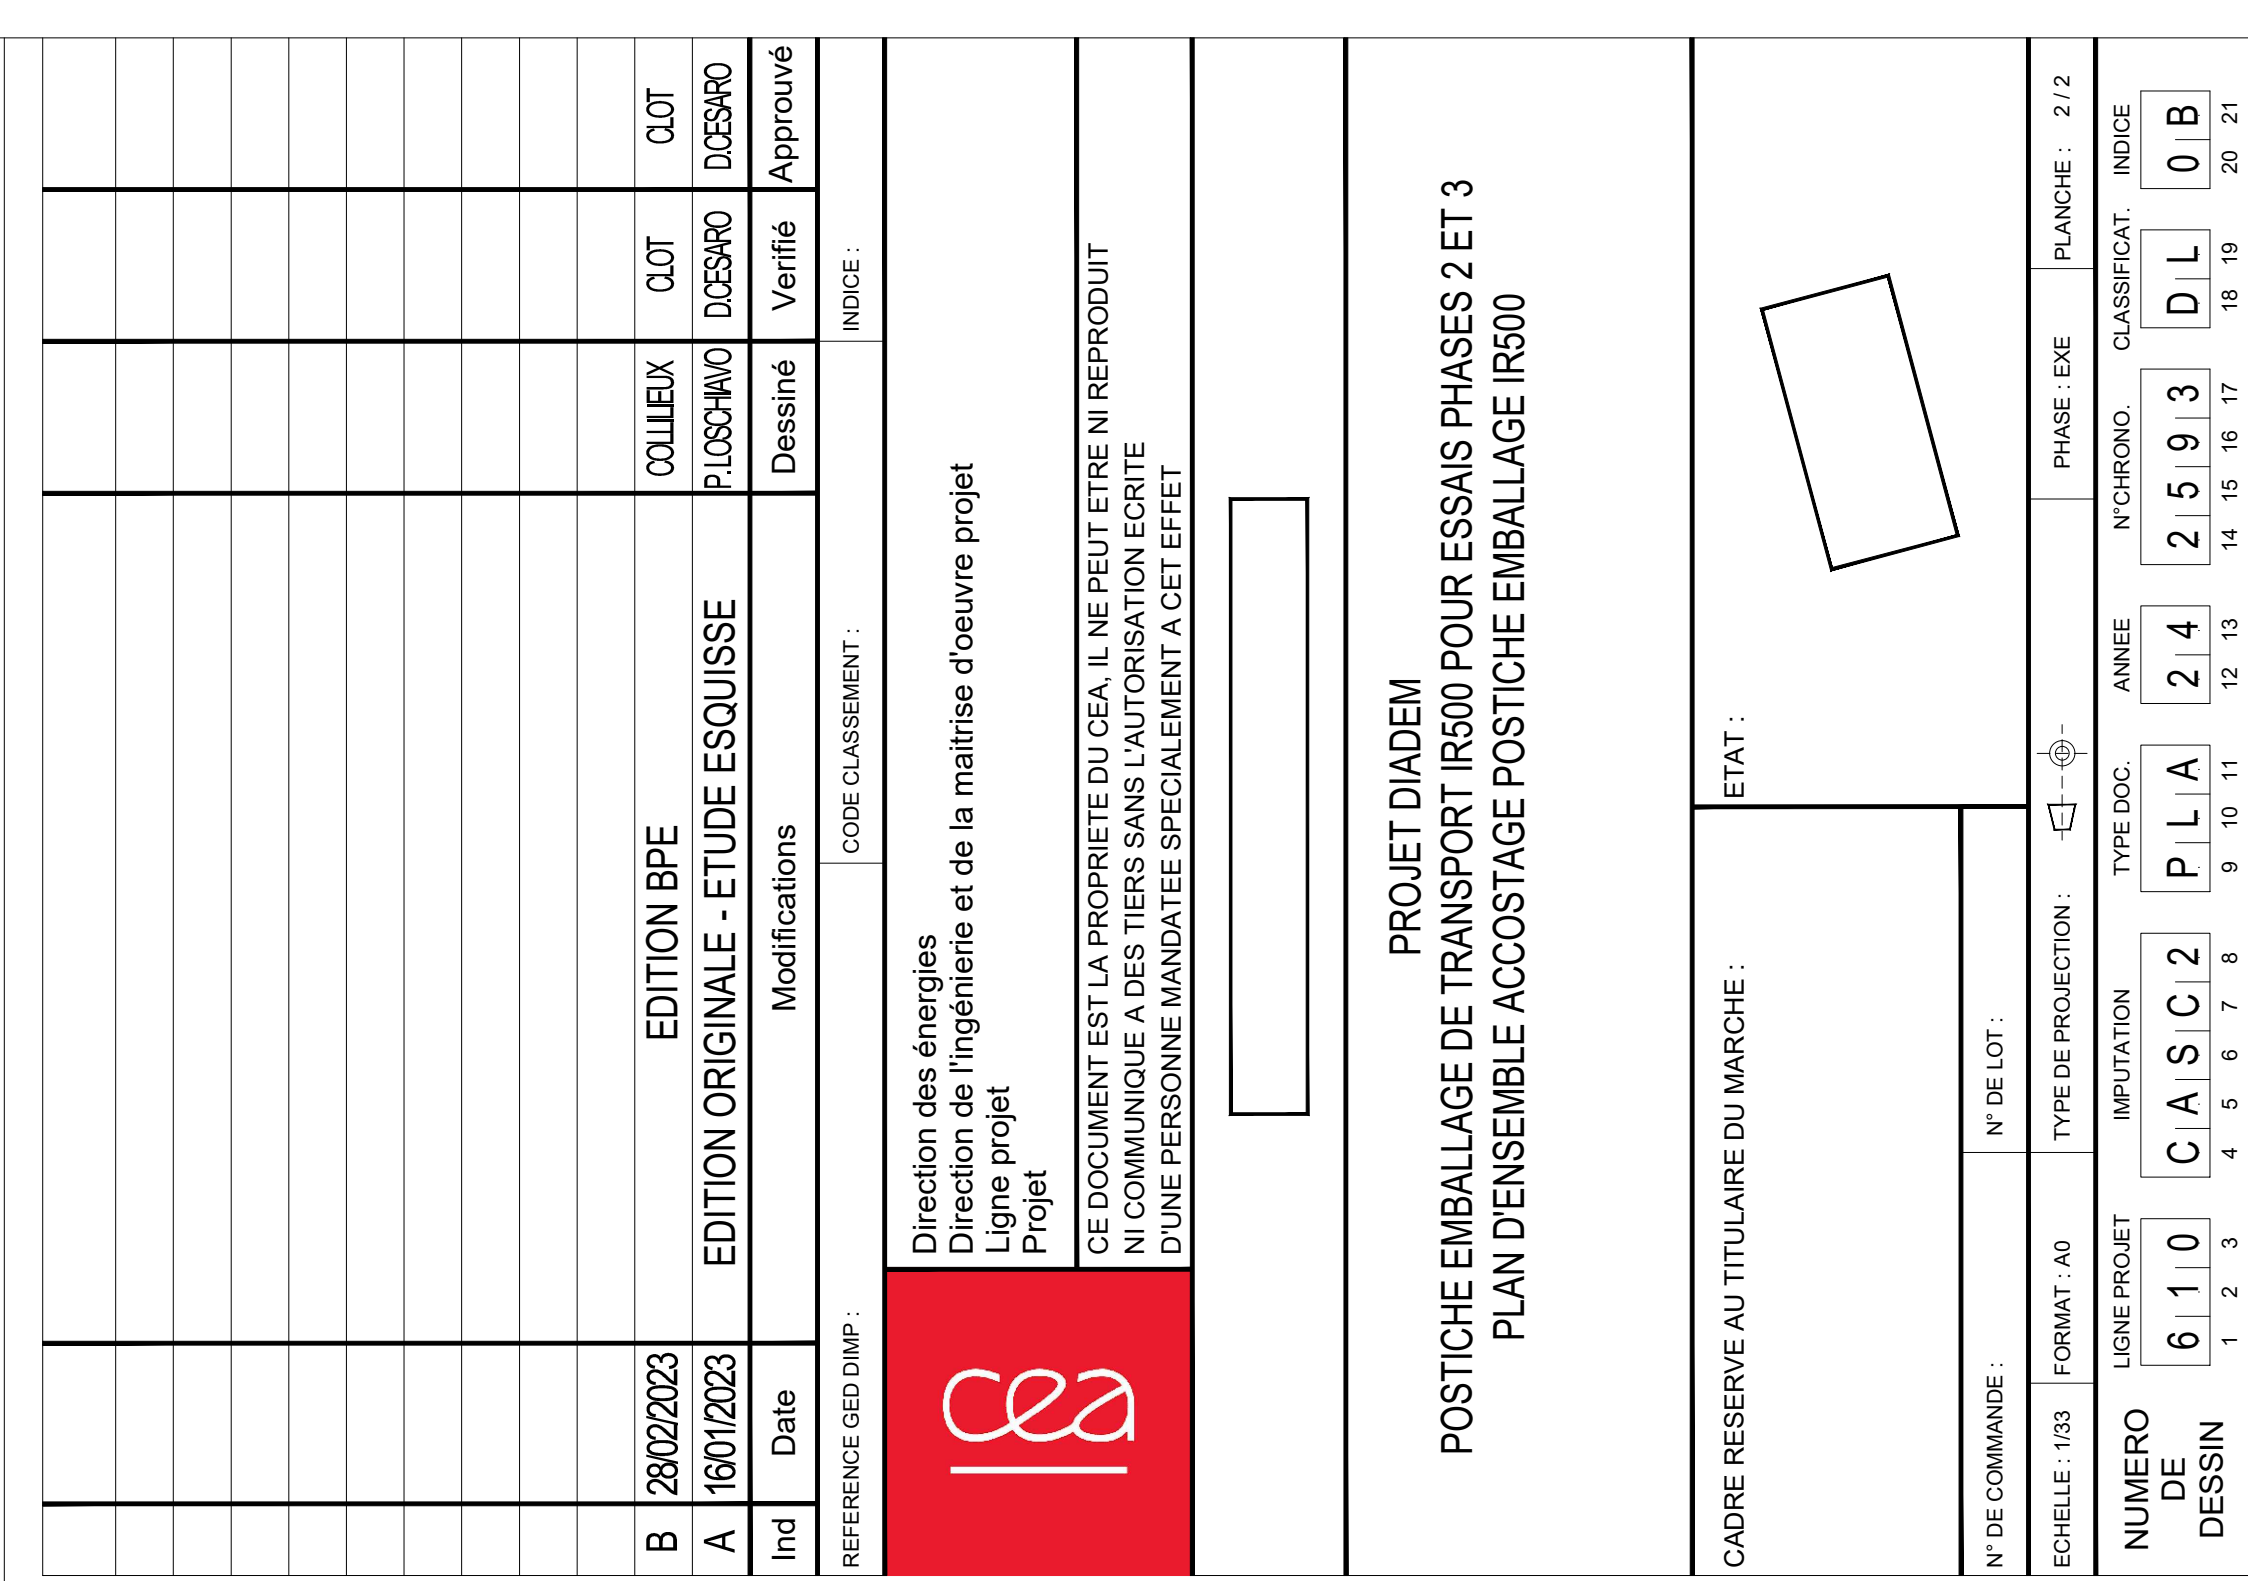 B 28/02/2023 EDITION BPE COLLILIEUX CLOT CLOT
A 16/01/2023 EDITION ORIGINALE - ETUDE ESQUISSE P.LOSCHIAVO D.CESARO D.CESARO
Ind Date Modifications Dessiné Verifié Approuvé
REFERENCE GED DIMP : CODE CLASSEMENT : INDICE :
cea
Direction des énergies
Direction de l'ingénierie et de la maitrise d'oeuvre projet
Ligne projet
Projet
CE DOCUMENT EST LA PROPRIETE DU CEA, IL NE PEUT ETRE NI REPRODUIT
NI COMMUNIQUE A DES TIERS SANS L'AUTORISATION ECRITE
D'UNE PERSONNE MANDATEE SPECIALEMENT A CET EFFET
PROJET DIADEM
POSTICHE EMBALLAGE DE TRANSPORT IR500 POUR ESSAIS PHASES 2 ET 3
PLAN D'ENSEMBLE ACCOSTAGE POSTICHE EMBALLAGE IR500
CADRE RESERVE AU TITULAIRE DU MARCHE : ETAT :
N° DE COMMANDE : N° DE LOT :
ECHELLE : 1/33 FORMAT : A0 TYPE DE PROJECTION : PHASE : EXE PLANCHE : 2 / 2
LIGNE PROJET IMPUTATION TYPE DOC. ANNEE N°CHRONO. CLASSIFICAT. INDICE
NUMERO
DE
DESSIN
6 1 0 C A S C 2 P L A 2 4 2 5 9 3 D L 0 B
1 2 3 4 5 6 7 8 9 10 11 12 13 14 15 16 17 18 19 20 21